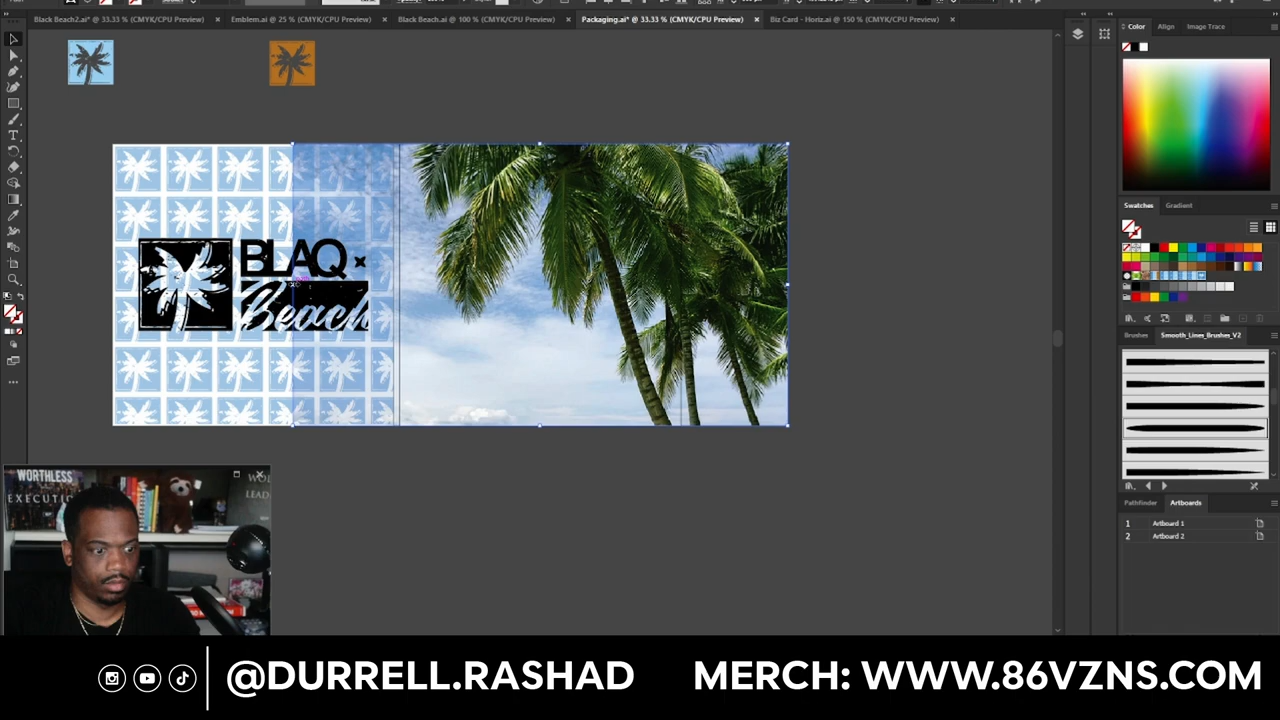 Black Beach2.ai* @ 33.33 % (CMYK/CPU Preview) × Emblem.ai @ 25 % (CMYK/CPU Preview) × Black Beach.ai @ 100 % (CMYK/CPU Preview) × Packaging.ai* @ 33.33 % (CMYK/CPU Preview) × Biz Card - Horiz.ai @ 150 % (CMYK/CPU Preview) ×
Color Align Image Trace
BLAQ ×
Beach
Swatches Gradient
Brushes Smooth_Lines_Brushes_V2
Pathfinder Artboards
1 Artboard 1
2 Artboard 2
WORTHLESS
EXECUTIO
@DURRELL.RASHAD MERCH: WWW.86VZNS.COM